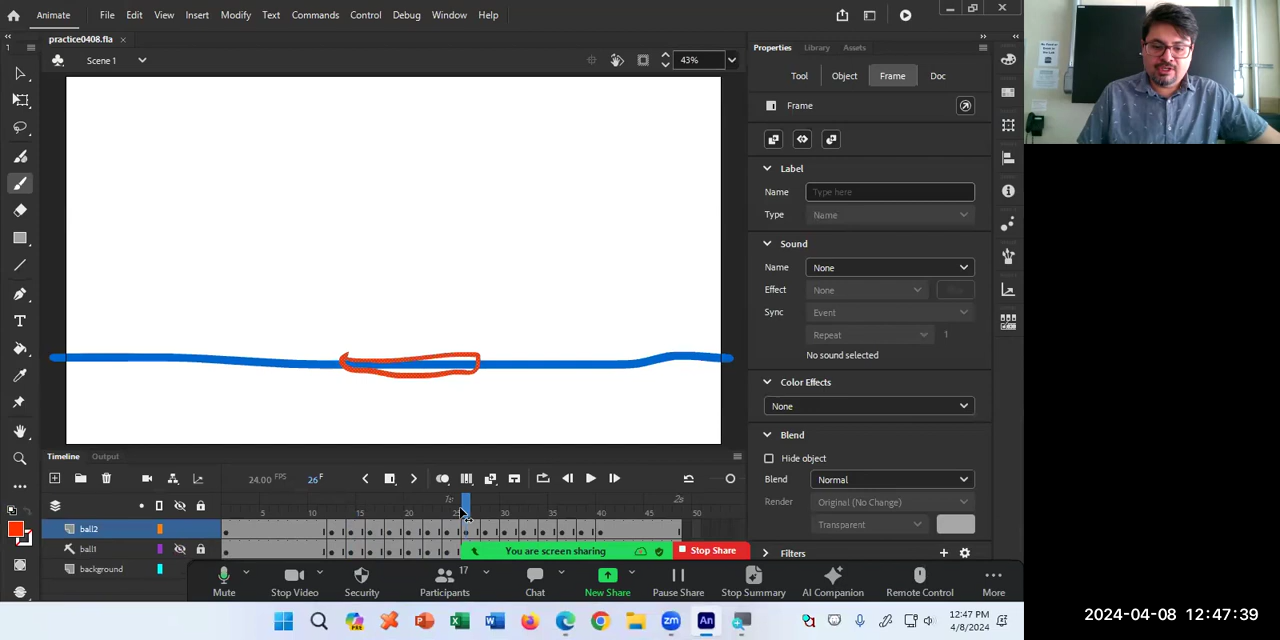 Animate File Edit View Insert Modify Text Commands Control Debug Window Help
practice0408.fla ×
Scene 1 43%
Properties Library Assets
Tool Object Frame Doc
Frame
Label
Name Type here
Type Name
Sound
Name None
Effect None
Sync Event
Repeat 1
No sound selected
Color Effects
None
Blend
Hide object
Blend Normal
Render Original (No Change)
Transparent
Filters
Timeline Output
24.00 FPS 26 F
1s 2s
5 10 15 20 30 35 40 45 50
ball2
ball1
background
You are screen sharing Stop Share
Mute Stop Video Security Participants 17 Chat New Share Pause Share Stop Summary AI Companion Remote Control More
12:47 PM
4/8/2024
2024-04-08 12:47:39